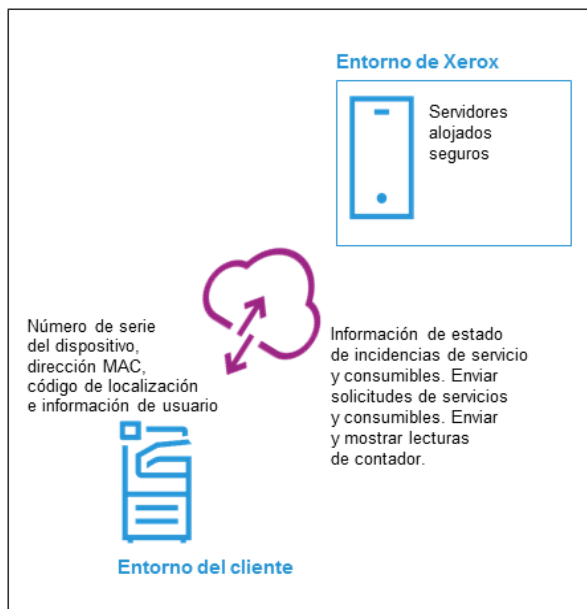 Entorno de Xerox
Servidores
alojados
seguros
Número de serie
del dispositivo,
dirección MAC,
código de localización
e información de usuario
Información de estado
de incidencias de servicio
y consumibles. Enviar
solicitudes de servicios
y consumibles. Enviar
y mostrar lecturas
de contador.
Entorno del cliente